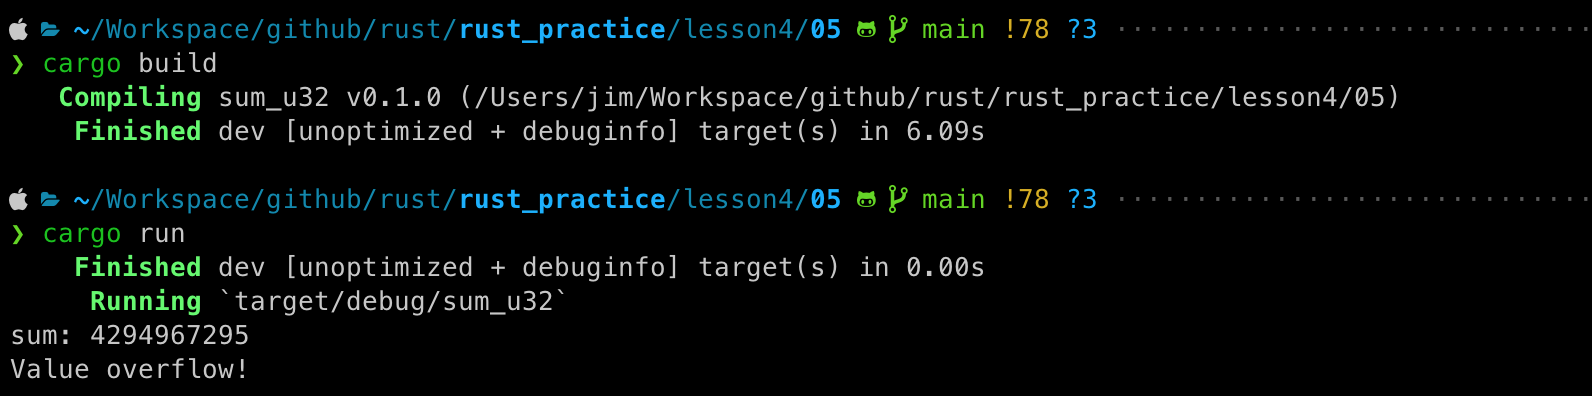 ~/Workspace/github/rust/rust_practice/lesson4/05 main !78 ?3 ······························
❯ cargo build
Compiling sum_u32 v0.1.0 (/Users/jim/Workspace/github/rust/rust_practice/lesson4/05)
Finished dev [unoptimized + debuginfo] target(s) in 6.09s
~/Workspace/github/rust/rust_practice/lesson4/05 main !78 ?3 ······························
❯ cargo run
Finished dev [unoptimized + debuginfo] target(s) in 0.00s
Running `target/debug/sum_u32`
sum: 4294967295
Value overflow!